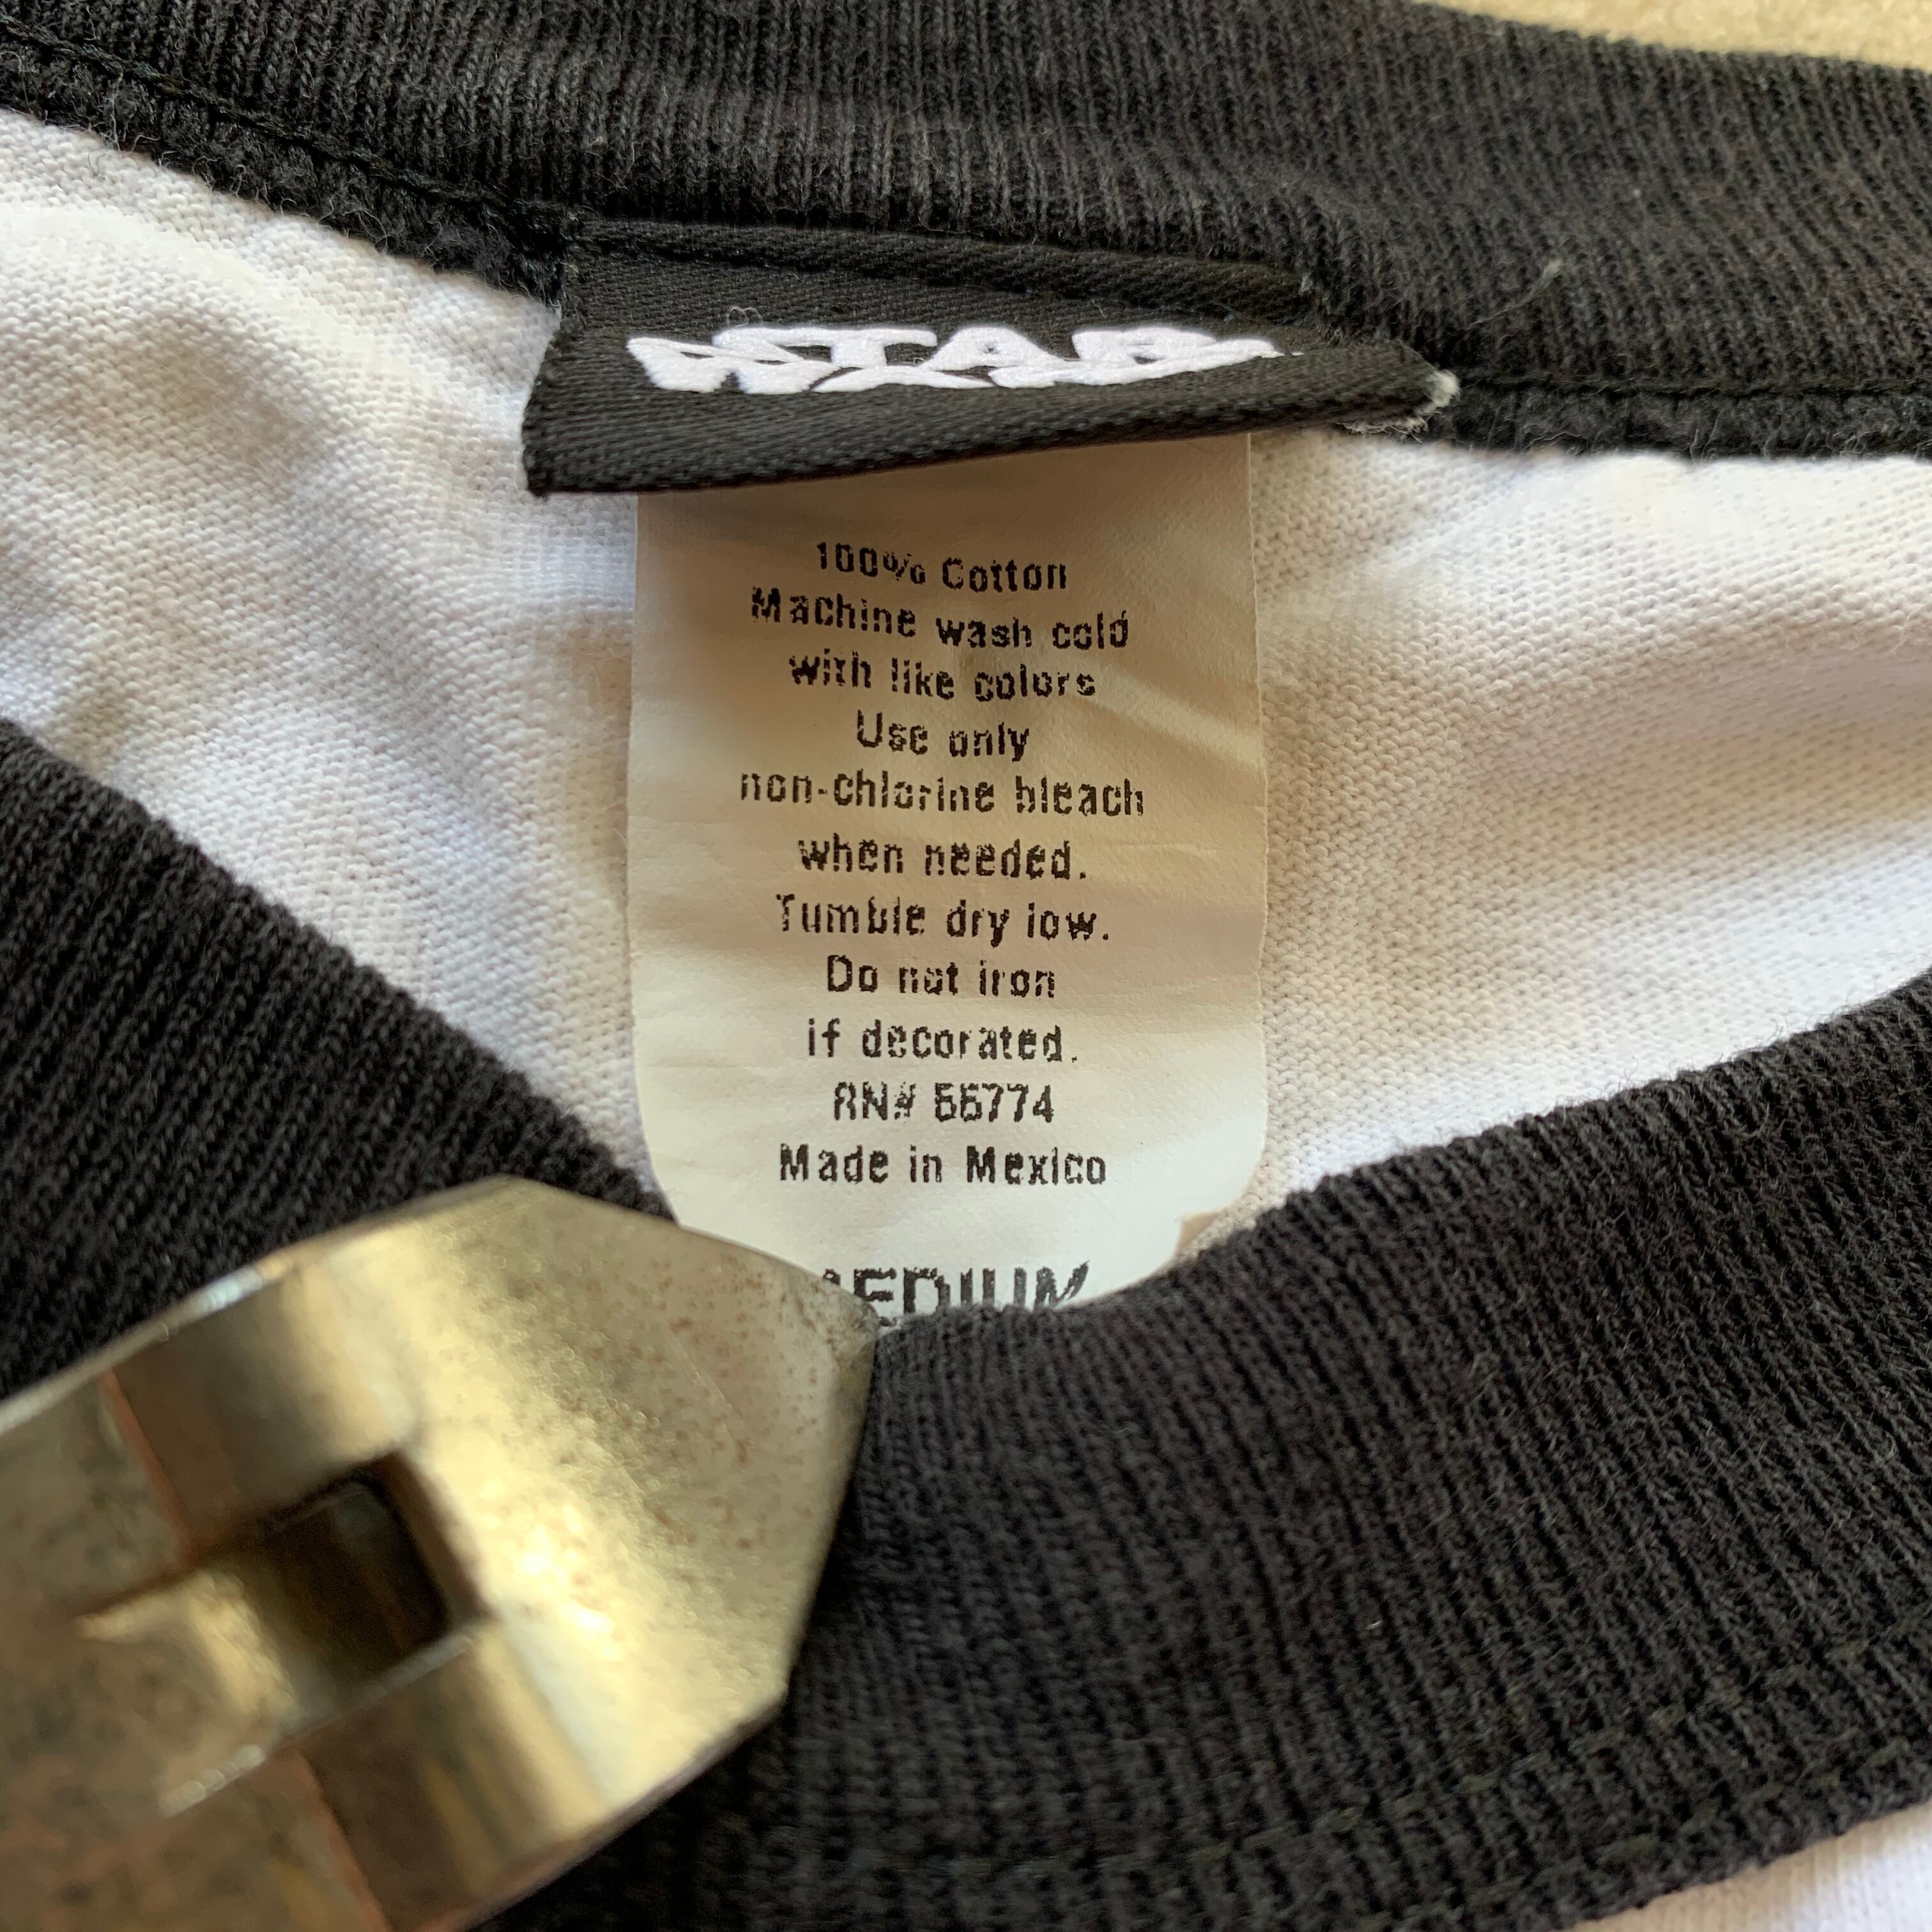 STAR
WARS
100% Cotton
Machine wash cold
with like colors
Use only
non-chlorine bleach
when needed.
Tumble dry low.
Do not iron
if decorated.
RN# 56774
Made in Mexico
MEDIUM